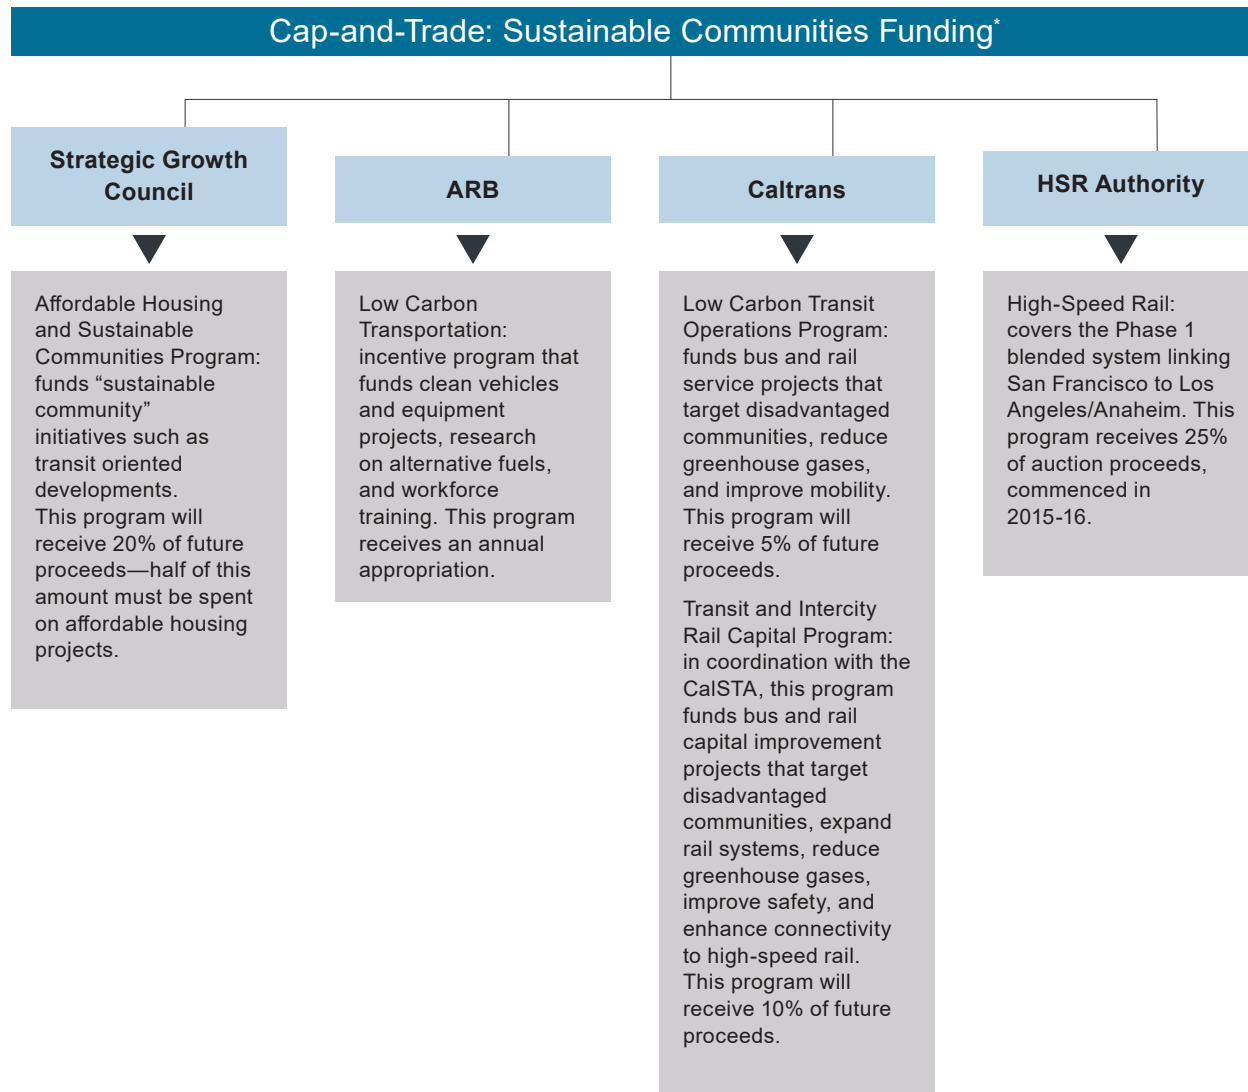 Cap-and-Trade: Sustainable Communities Funding*
Strategic Growth
Council
Affordable Housing
and Sustainable
Communities Program:
funds “sustainable
community”
initiatives such as
transit oriented
developments.
This program will
receive 20% of future
proceeds—half of this
amount must be spent
on affordable housing
projects.
ARB
Low Carbon
Transportation:
incentive program that
funds clean vehicles
and equipment
projects, research
on alternative fuels,
and workforce
training. This program
receives an annual
appropriation.
Caltrans
Low Carbon Transit
Operations Program:
funds bus and rail
service projects that
target disadvantaged
communities, reduce
greenhouse gases,
and improve mobility.
This program will
receive 5% of future
proceeds.
Transit and Intercity
Rail Capital Program:
in coordination with the
CalSTA, this program
funds bus and rail
capital improvement
projects that target
disadvantaged
communities, expand
rail systems, reduce
greenhouse gases,
improve safety, and
enhance connectivity
to high-speed rail.
This program will
receive 10% of future
proceeds.
HSR Authority
High-Speed Rail:
covers the Phase 1
blended system linking
San Francisco to Los
Angeles/Anaheim. This
program receives 25%
of auction proceeds,
commenced in
2015-16.